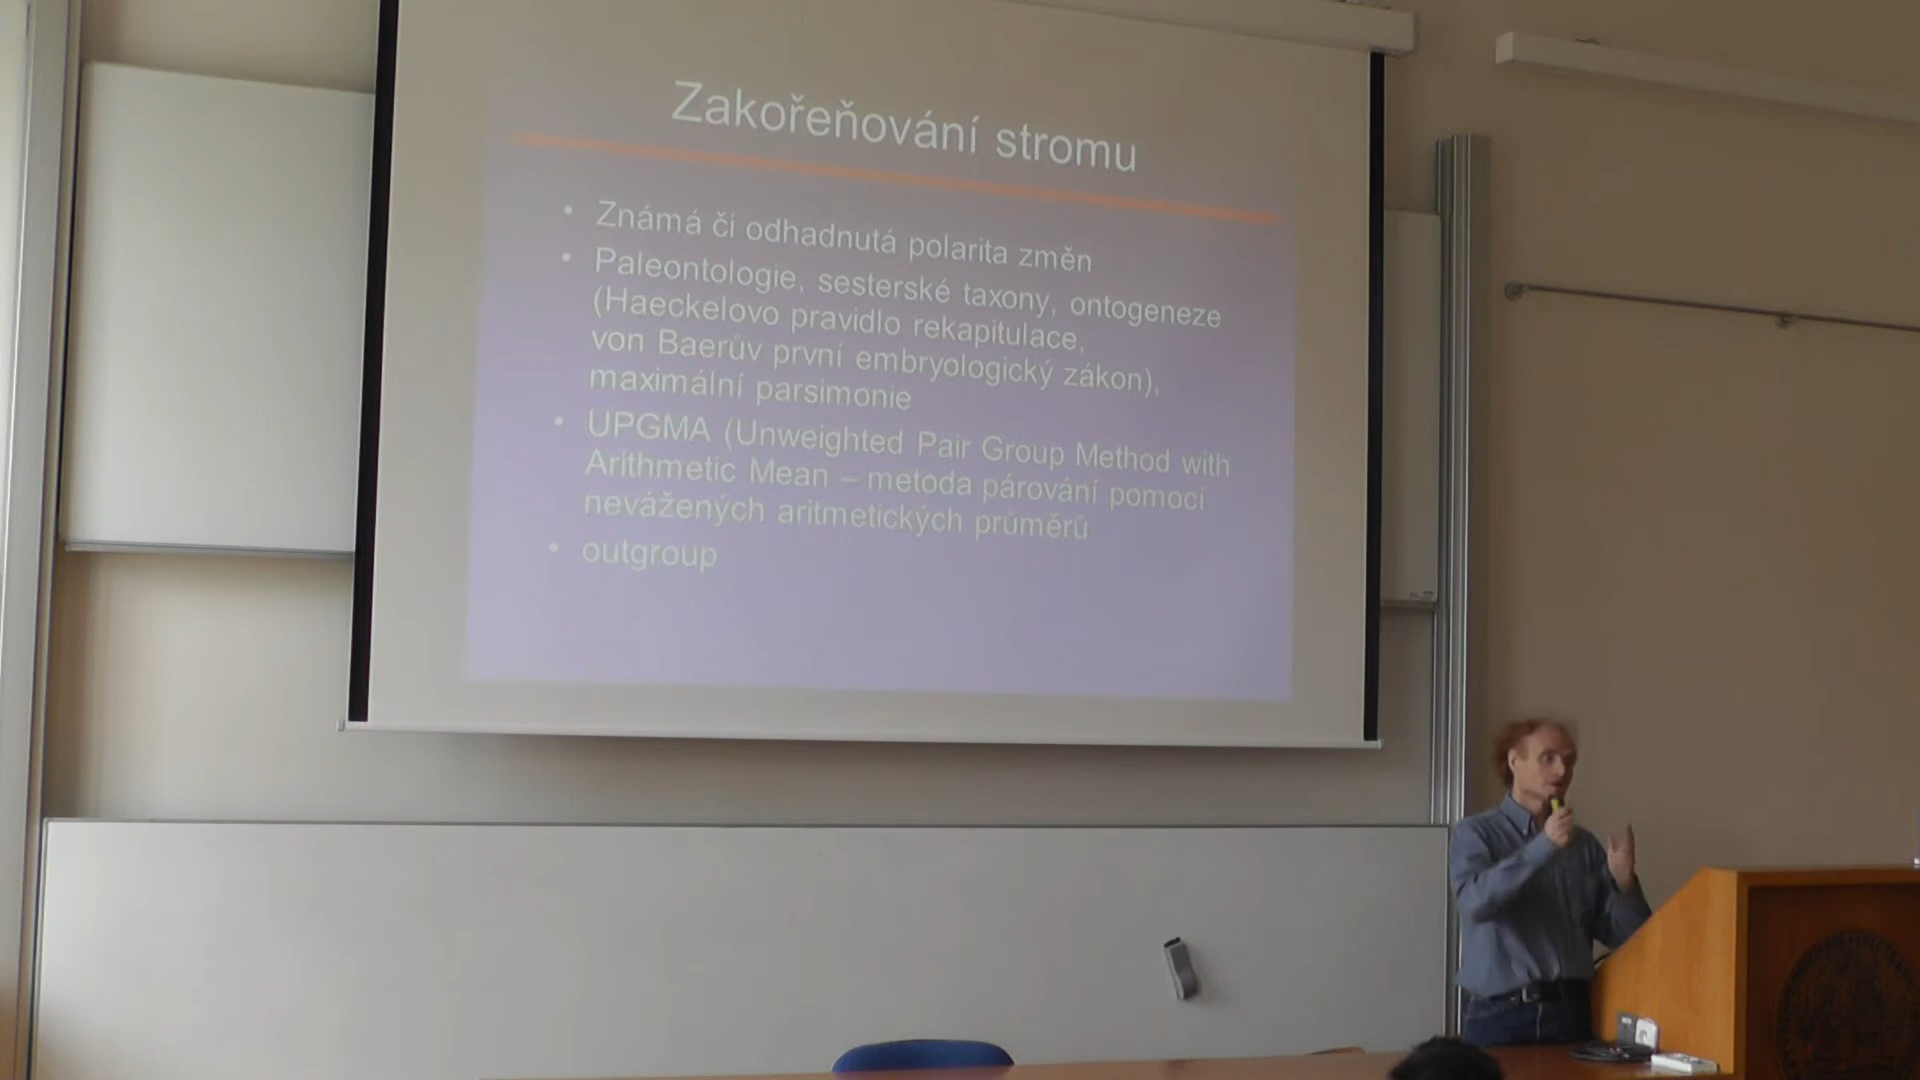 Zakořeňování stromu
• Známá či odhadnutá polarita změn
• Paleontologie, sesterské taxony, ontogeneze
(Haeckelovo pravidlo rekapitulace,
von Baerův první embryologický zákon),
maximální parsimonie
• UPGMA (Unweighted Pair Group Method with
Arithmetic Mean – metoda párování pomocí
nevážených aritmetických průměrů
• outgroup